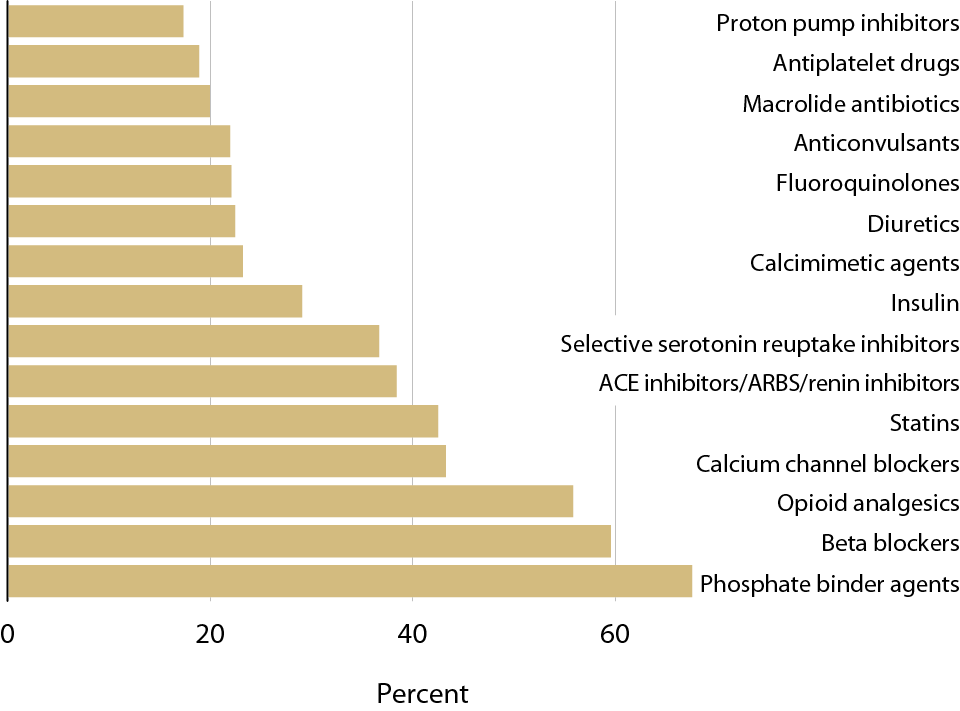 Proton pump inhibitors
Antiplatelet drugs
Macrolide antibiotics
Anticonvulsants
Fluoroquinolones
Diuretics
Calcimimetic agents
Insulin
Selective serotonin reuptake inhibitors
ACE inhibitors/ARBS/renin inhibitors
Statins
Calcium channel blockers
Opioid analgesics
Beta blockers
Phosphate binder agents
0 20 40 60
Percent